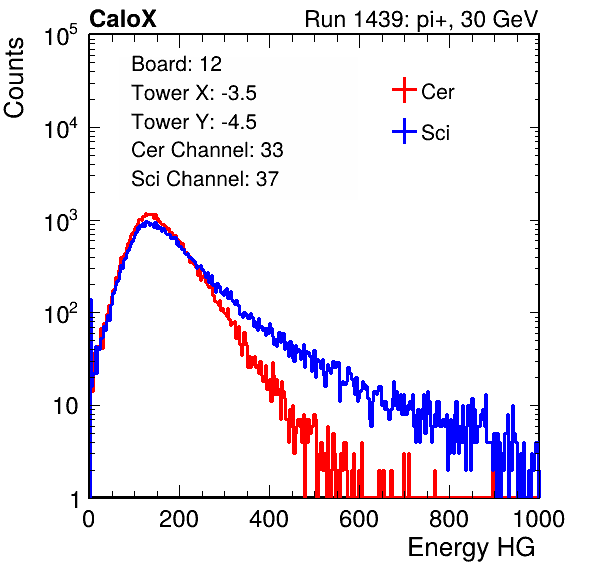 CaloX Run 1439: pi+, 30 GeV
Board: 12
Tower X: -3.5
Tower Y: -4.5
Cer Channel: 33
Sci Channel: 37
Cer
Sci
Counts
10^5
10^4
10^3
10^2
10
1
0 200 400 600 800 1000
Energy HG